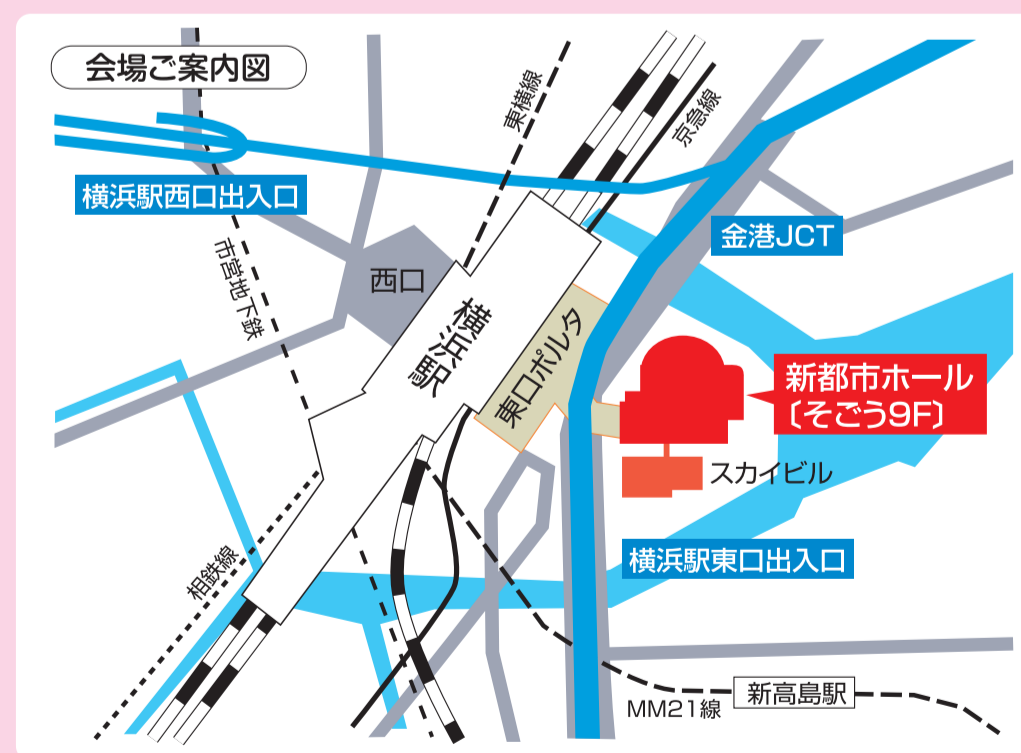 会場ご案内図
東横線
京急線
横浜駅西口出入口
金港JCT
市営地下鉄
西口
横浜駅
東口ポルタ
新都市ホール
〔そごう9F〕
スカイビル
横浜駅東口出入口
相鉄線
新高島駅
MM21線